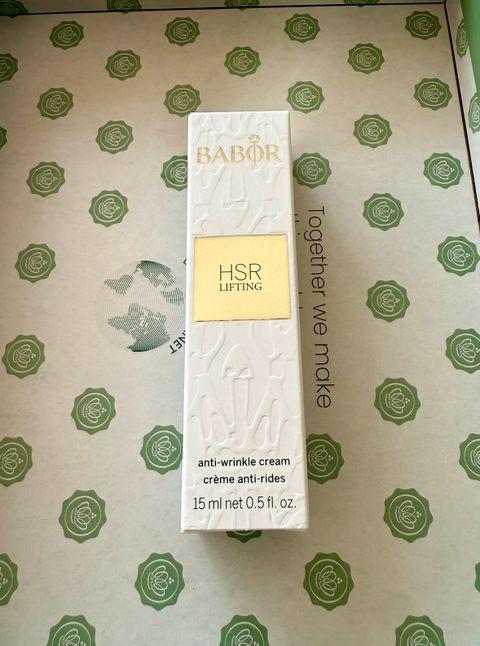 BABOR
HSR
LIFTING
anti-wrinkle cream
crème anti-rides
15 ml net 0.5 fl. oz.
Together we make
NET